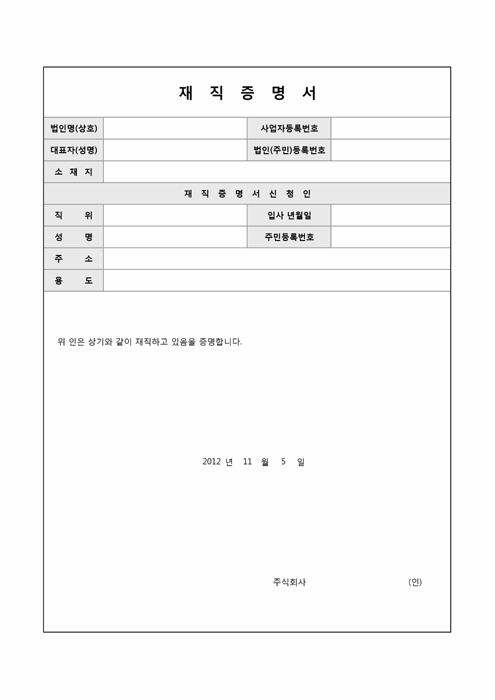 재 직 증 명 서
법인명(상호) 사업자등록번호
대표자(성명) 법인(주민)등록번호
소 재 지
재 직 증 명 서 신 청 인
직 위 입사 년월일
성 명 주민등록번호
주 소
용 도
위 인은 상기와 같이 재직하고 있음을 증명합니다.
2012 년 11 월 5 일
주식회사 (인)